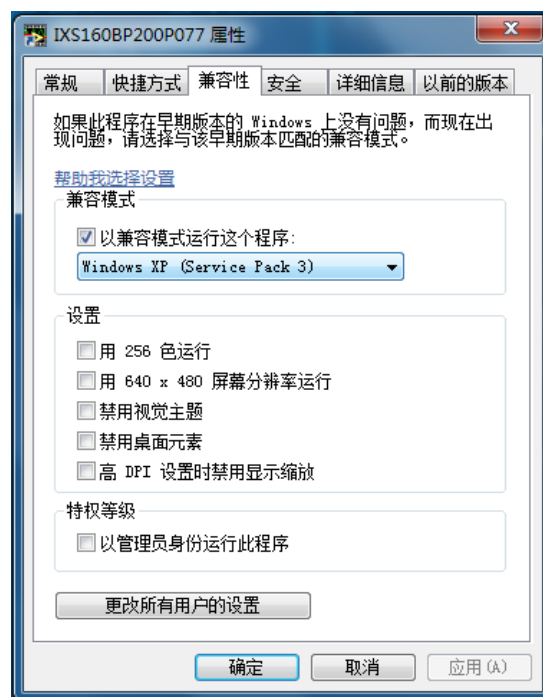 IXS160BP200P077 属性
常规 快捷方式 兼容性 安全 详细信息 以前的版本
如果此程序在早期版本的 Windows 上没有问题，而现在出
现问题，请选择与该早期版本匹配的兼容模式。
帮助我选择设置
兼容模式
以兼容模式运行这个程序:
Windows XP (Service Pack 3)
设置
用 256 色运行
用 640 x 480 屏幕分辨率运行
禁用视觉主题
禁用桌面元素
高 DPI 设置时禁用显示缩放
特权等级
以管理员身份运行此程序
更改所有用户的设置
确定 取消 应用(A)